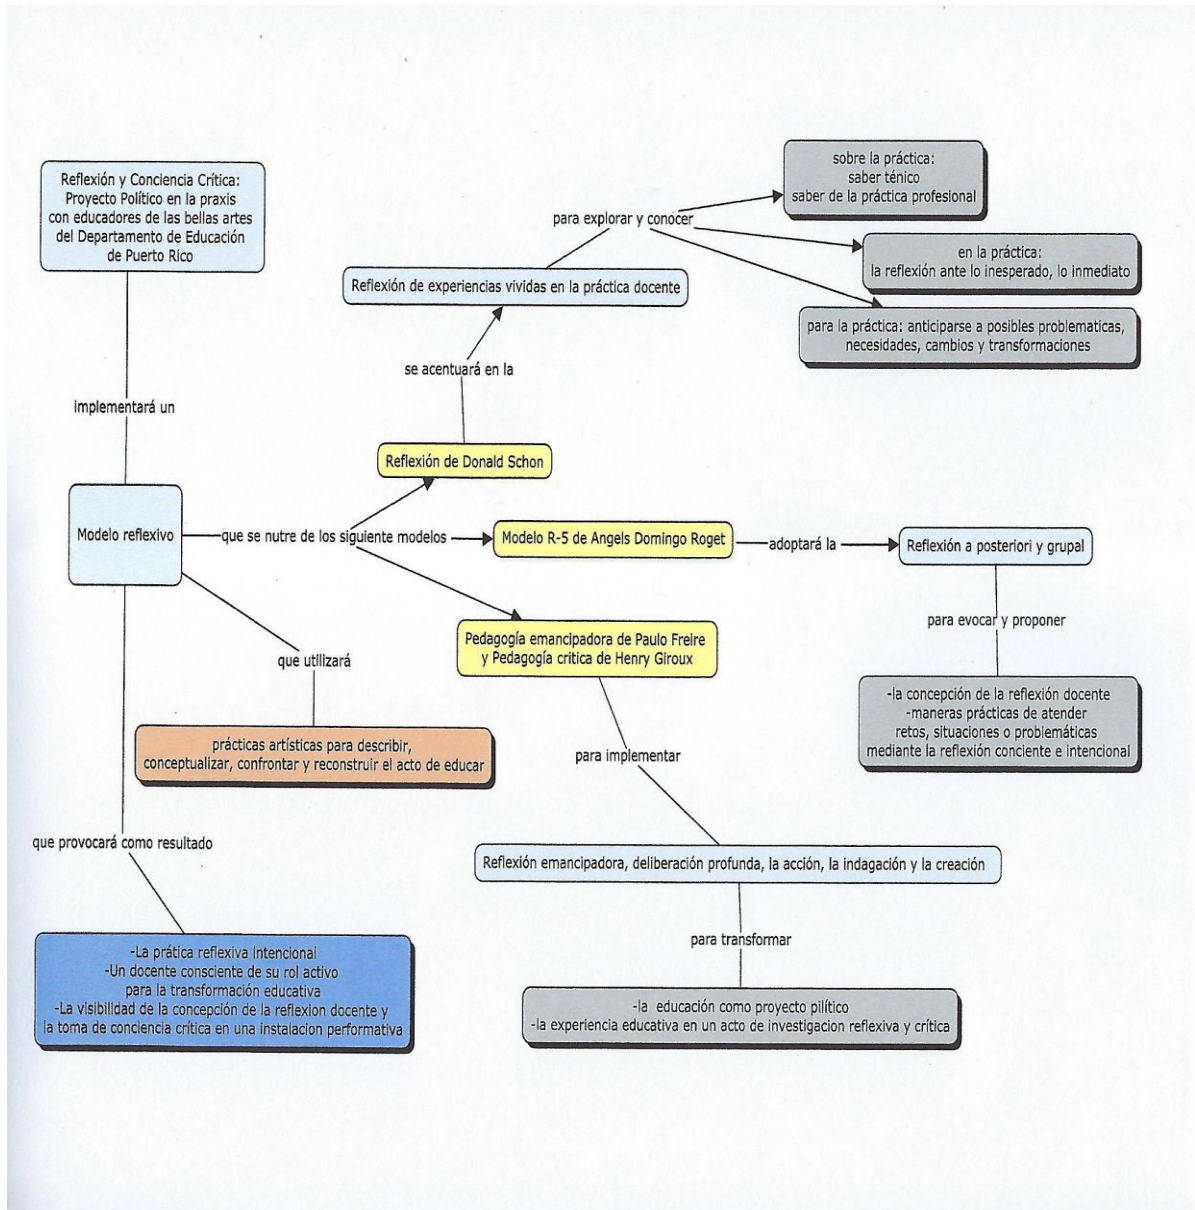 Reflexión y Conciencia Crítica:
Proyecto Político en la praxis
con educadores de las bellas artes
del Departamento de Educación
de Puerto Rico
implementará un
Modelo reflexivo
que se nutre de los siguiente modelos
Reflexión de Donald Schon
se acentuará en la
Reflexión de experiencias vividas en la práctica docente
para explorar y conocer
sobre la práctica:
saber ténico
saber de la práctica profesional
en la práctica:
la reflexión ante lo inesperado, lo inmediato
para la práctica: anticiparse a posibles problematicas,
necesidades, cambios y transformaciones
Modelo R-5 de Angels Domingo Roget
adoptará la
Reflexión a posteriori y grupal
para evocar y proponer
-la concepción de la reflexión docente
-maneras prácticas de atender
retos, situaciones o problemáticas
mediante la reflexión conciente e intencional
Pedagogía emancipadora de Paulo Freire
y Pedagogía critica de Henry Giroux
para implementar
Reflexión emancipadora, deliberación profunda, la acción, la indagación y la creación
para transformar
-la educación como proyecto pilítico
-la experiencia educativa en un acto de investigacion reflexiva y crítica
que utilizará
prácticas artísticas para describir,
conceptualizar, confrontar y reconstruir el acto de educar
que provocará como resultado
-La prática reflexiva intencional
-Un docente consciente de su rol activo
para la transformación educativa
-La visibilidad de la concepción de la reflexion docente y
la toma de conciencia crítica en una instalacion performativa